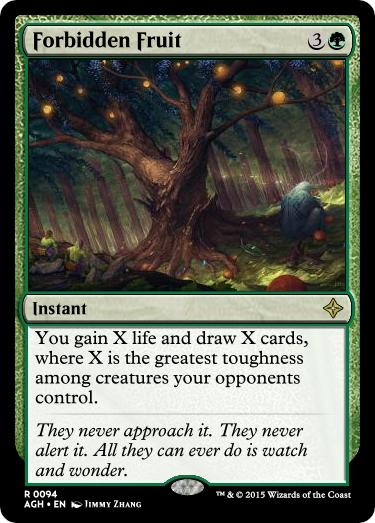 Forbidden Fruit 3
Instant
You gain X life and draw X cards,
where X is the greatest toughness
among creatures your opponents
control.
They never approach it. They never
alert it. All they can ever do is watch
and wonder.
R 0094
AGH • EN Jimmy Zhang
™ & © 2015 Wizards of the Coast